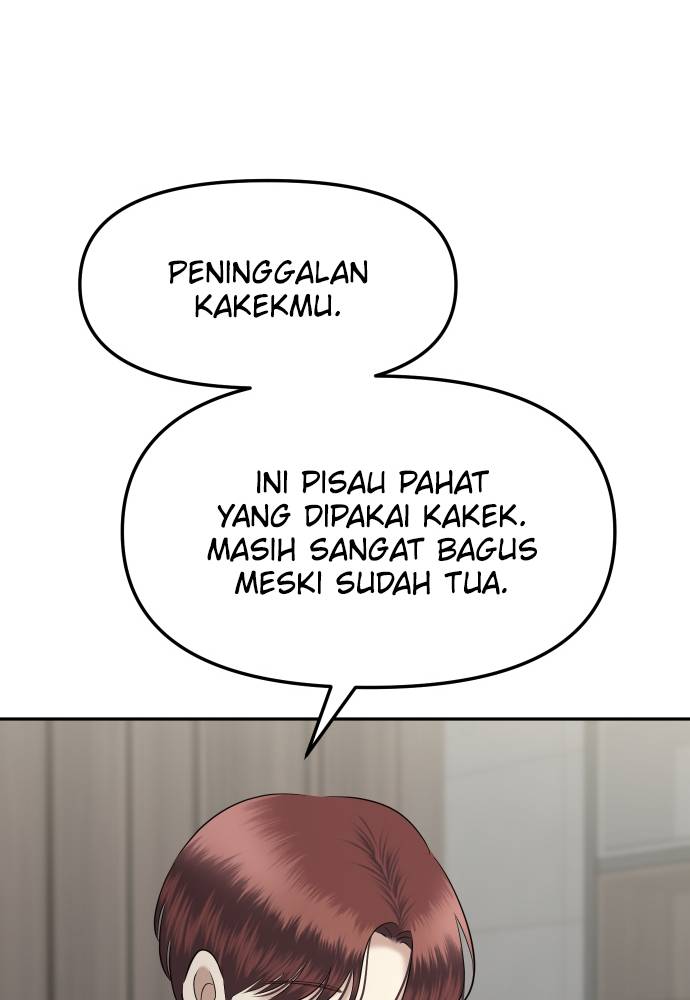 PENINGGALAN
KAKEKMU.
INI PISAU PAHAT
YANG DIPAKAI KAKEK.
MASIH SANGAT BAGUS
MESKI SUDAH TUA.